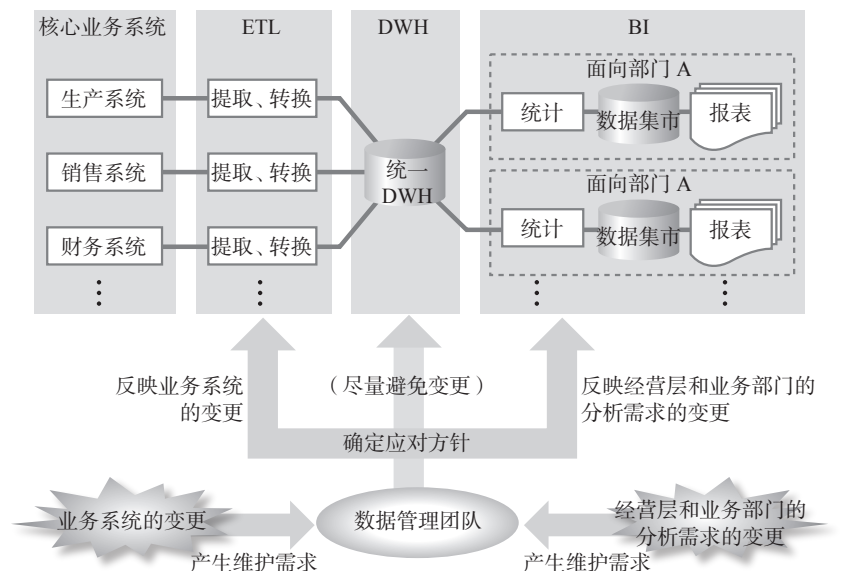 核心业务系统
ETL
DWH
BI
面向部门 A
生产系统
提取、转换
统计
数据集市
报表
销售系统
提取、转换
统一
DWH
面向部门 A
财务系统
提取、转换
统计
数据集市
报表
反映业务系统
的变更
（尽量避免变更）
反映经营层和业务部门的
分析需求的变更
确定应对方针
业务系统的变更
数据管理团队
经营层和业务部门的
分析需求的变更
产生维护需求
产生维护需求